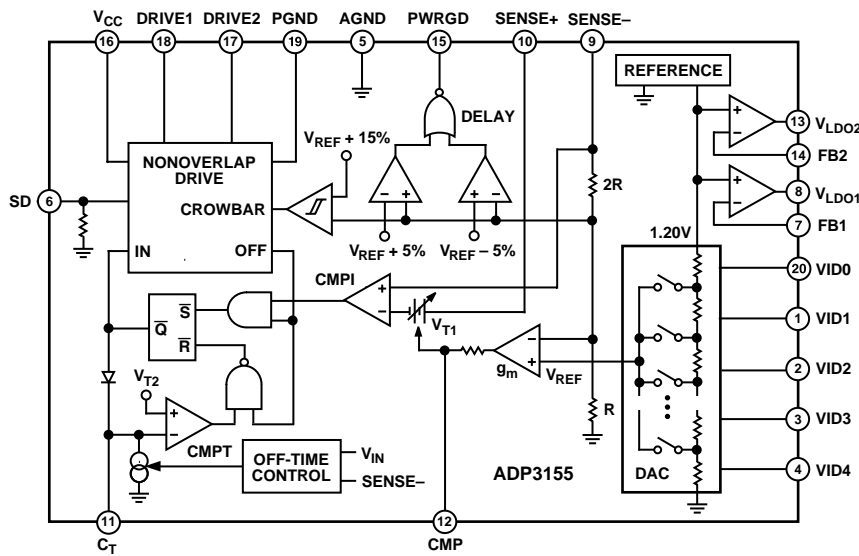 VCC DRIVE1 DRIVE2 PGND AGND PWRGD SENSE+ SENSE–
16 18 17 19 5 15 10 9
REFERENCE
DELAY
VREF + 15%
+ – 13 VLDO2
14 FB2
NONOVERLAP
DRIVE
SD 6
CROWBAR
– + + –
2R
+ – 8 VLDO1
7 FB1
IN OFF
VREF + 5% VREF – 5%
1.20V
20 VID0
CMPI + –
S
Q
R
VT1
1 VID1
gm – + VREF
2 VID2
VT2
+ –
R
3 VID3
CMPT
OFF-TIME
CONTROL
VIN
SENSE–
ADP3155
DAC
4 VID4
11 12
CT CMP